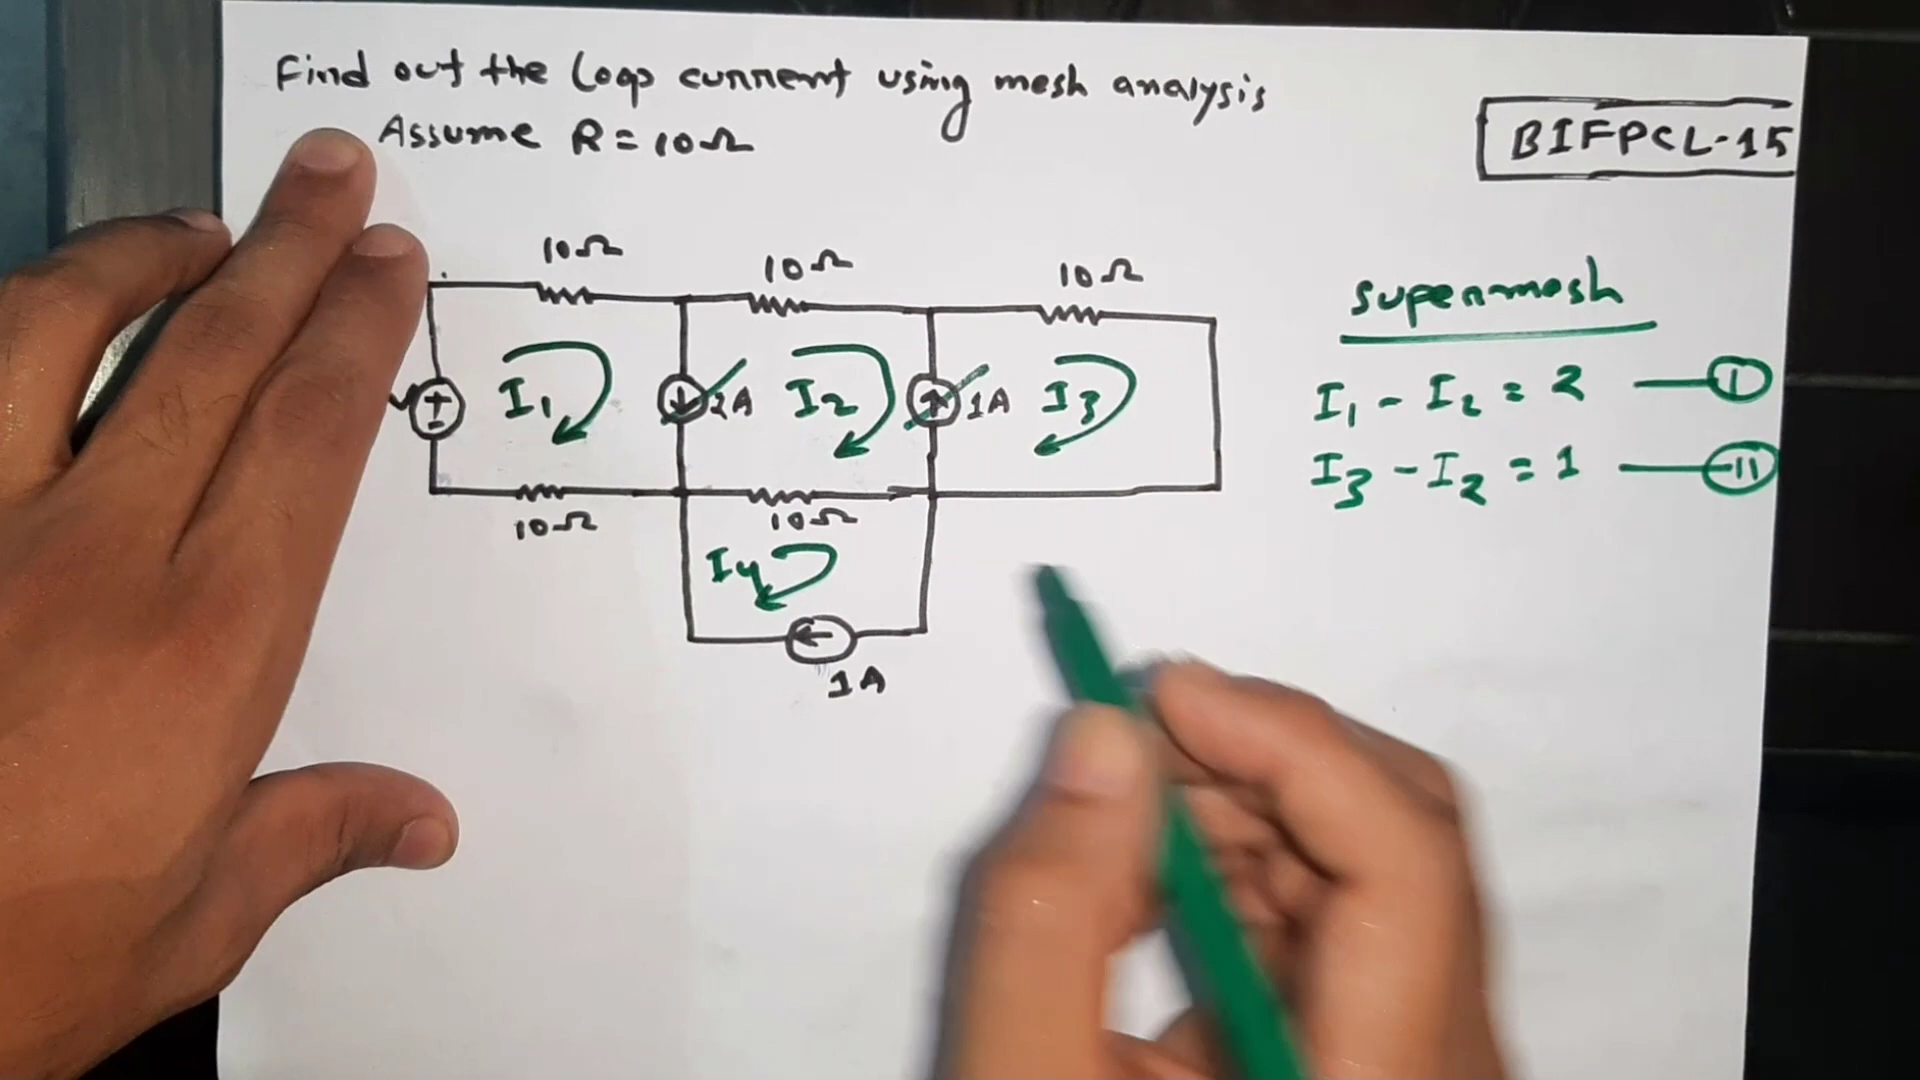 Find out the loop current using mesh analysis
Assume R = 10Ω
BIFPCL-15
10Ω
10Ω
10Ω
Supermesh
I₁
2A
I₂
1A
I₃
I₁ - I₂ = 2 — I
I₃ - I₂ = 1 — II
10Ω
10Ω
I₄
1A